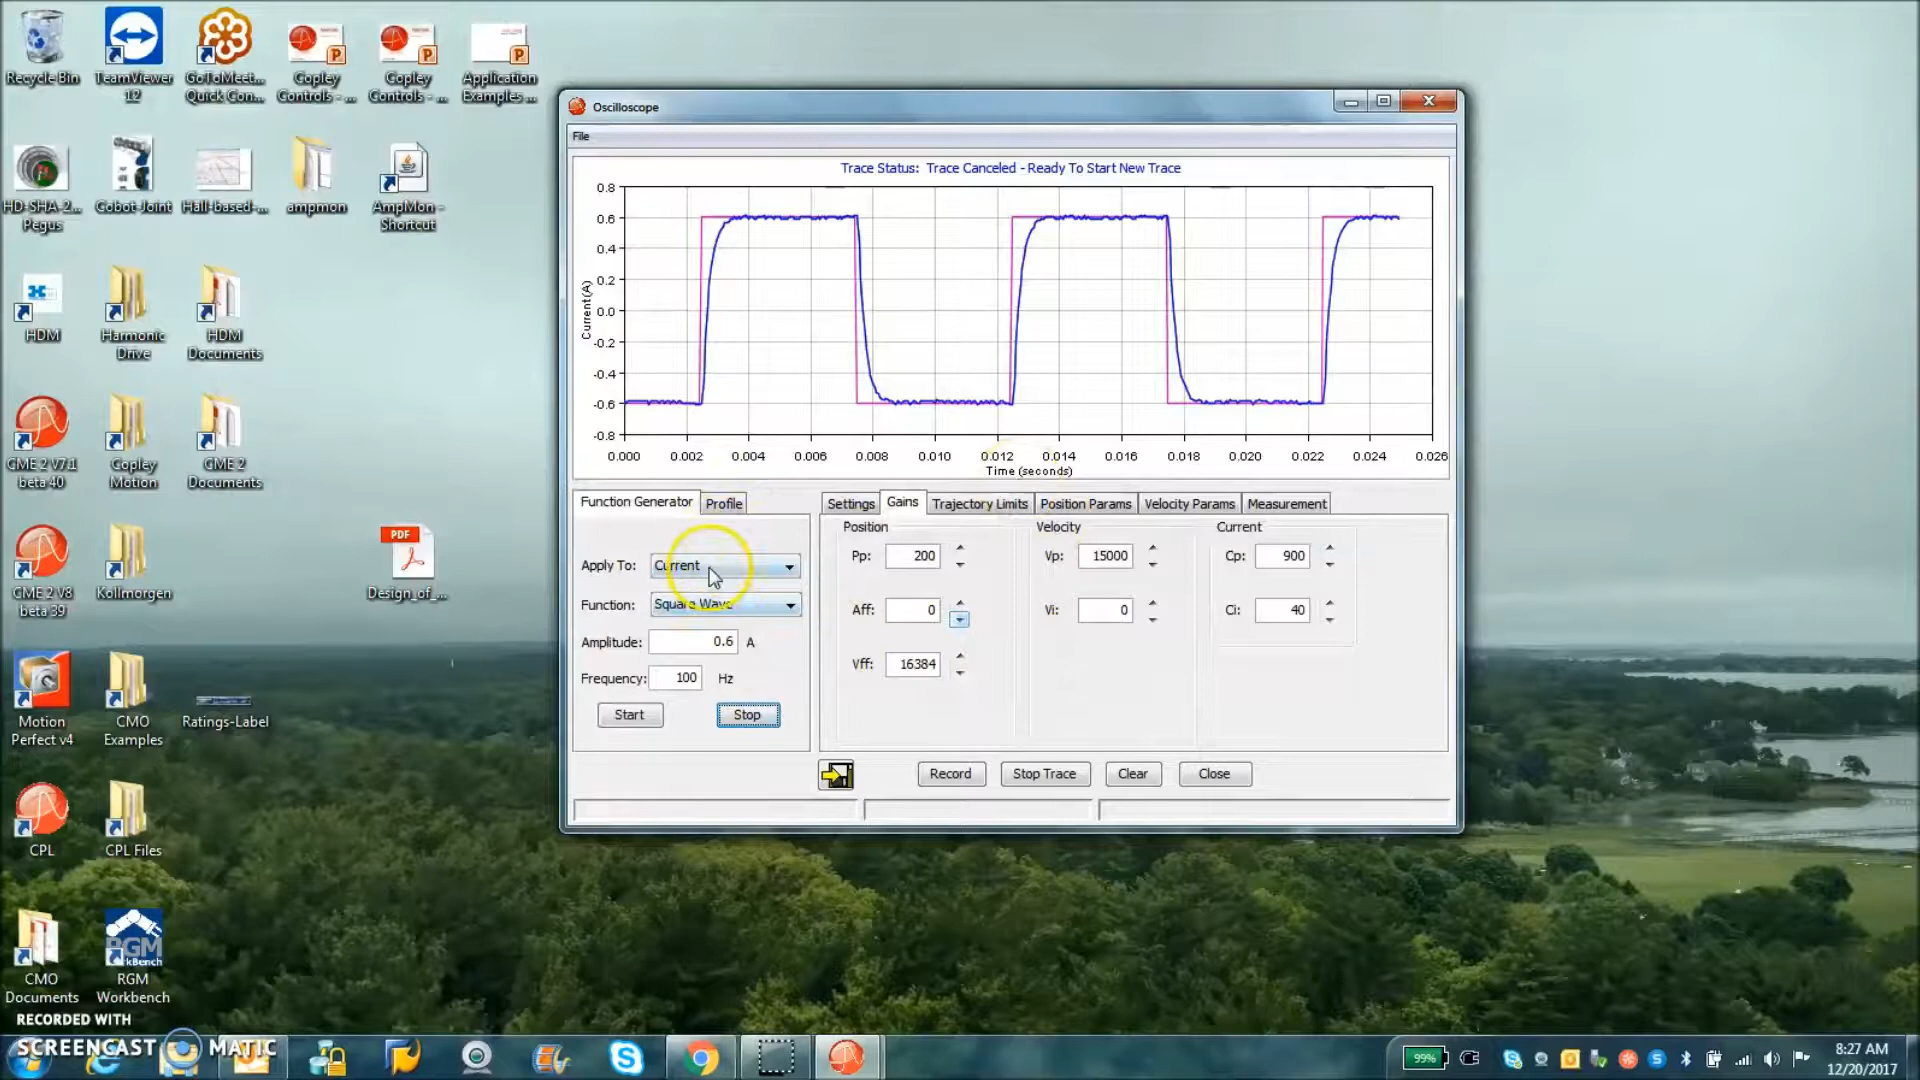 Recycle Bin
TeamViewer
12
GoToMeet...
Quick Con...
Copley
Controls - ...
Copley
Controls - ...
Application
Examples ...
HD-SHA-2...
Pegus
Cobot-Joint
Hall-based-...
ampmon
AmpMon -
Shortcut
HDM
Harmonic
Drive
HDM
Documents
CME 2 V7.1
beta 40
Copley
Motion
CME 2
Documents
CME 2 V8
beta 39
Kollmorgen
PDF
Design_of_...
Motion
Perfect v4
CMO
Examples
Ratings-Label
CPL
CPL Files
CMO
Documents
RGM
Workbench
Oscilloscope
File
Trace Status: Trace Canceled - Ready To Start New Trace
0.8
0.6
0.4
0.2
0.0
-0.2
-0.4
-0.6
-0.8
Current (A)
0.000 0.002 0.004 0.006 0.008 0.010 0.012 0.014 0.016 0.018 0.020 0.022 0.024 0.026
Time (seconds)
Function Generator Profile
Apply To: Current
Function: Square Wave
Amplitude: 0.6 A
Frequency: 100 Hz
Start Stop
Settings Gains Trajectory Limits Position Params Velocity Params Measurement
Position Velocity Current
Pp: 200 Vp: 15000 Cp: 900
Aff: 0 Vi: 0 Ci: 40
Vff: 16384
Record Stop Trace Clear Close
RECORDED WITH
SCREENCAST MATIC
99%
8:27 AM
12/20/2017